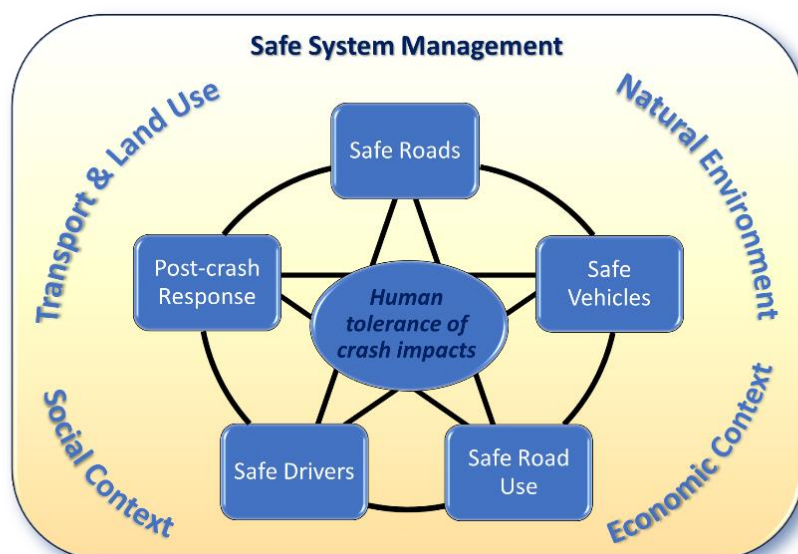 Safe System Management
Transport & Land Use
Natural Environment
Safe Roads
Post-crash
Response
Safe
Vehicles
Human
tolerance of
crash impacts
Safe Drivers
Safe Road
Use
Social Context
Economic Context